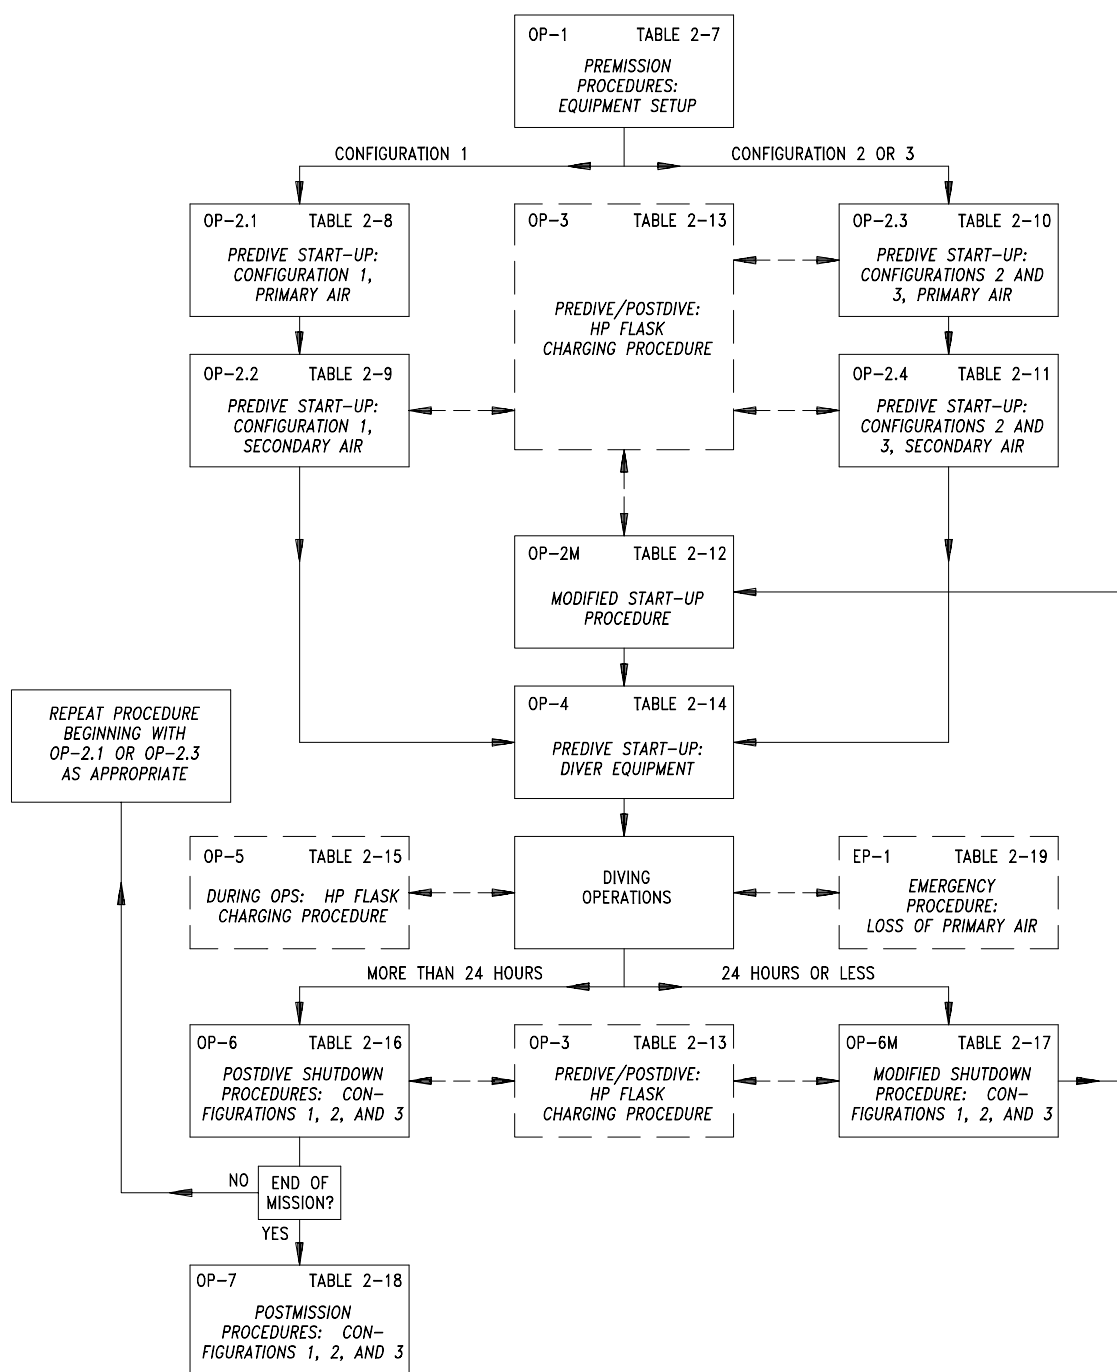 OP-1 TABLE 2-7
PREMISSION
PROCEDURES:
EQUIPMENT SETUP
CONFIGURATION 1
CONFIGURATION 2 OR 3
OP-2.1 TABLE 2-8
PREDIVE START-UP:
CONFIGURATION 1,
PRIMARY AIR
OP-3 TABLE 2-13
PREDIVE/POSTDIVE:
HP FLASK
CHARGING PROCEDURE
OP-2.3 TABLE 2-10
PREDIVE START-UP:
CONFIGURATIONS 2 AND
3, PRIMARY AIR
OP-2.2 TABLE 2-9
PREDIVE START-UP:
CONFIGURATION 1,
SECONDARY AIR
OP-2.4 TABLE 2-11
PREDIVE START-UP:
CONFIGURATIONS 2 AND
3, SECONDARY AIR
OP-2M TABLE 2-12
MODIFIED START-UP
PROCEDURE
REPEAT PROCEDURE
BEGINNING WITH
OP-2.1 OR OP-2.3
AS APPROPRIATE
OP-4 TABLE 2-14
PREDIVE START-UP:
DIVER EQUIPMENT
OP-5 TABLE 2-15
DURING OPS: HP FLASK
CHARGING PROCEDURE
DIVING
OPERATIONS
EP-1 TABLE 2-19
EMERGENCY
PROCEDURE:
LOSS OF PRIMARY AIR
MORE THAN 24 HOURS
24 HOURS OR LESS
OP-6 TABLE 2-16
POSTDIVE SHUTDOWN
PROCEDURES: CON-
FIGURATIONS 1, 2, AND 3
OP-3 TABLE 2-13
PREDIVE/POSTDIVE:
HP FLASK
CHARGING PROCEDURE
OP-6M TABLE 2-17
MODIFIED SHUTDOWN
PROCEDURE: CON-
FIGURATIONS 1, 2, AND 3
NO
END OF
MISSION?
YES
OP-7 TABLE 2-18
POSTMISSION
PROCEDURES: CON-
FIGURATIONS 1, 2, AND 3